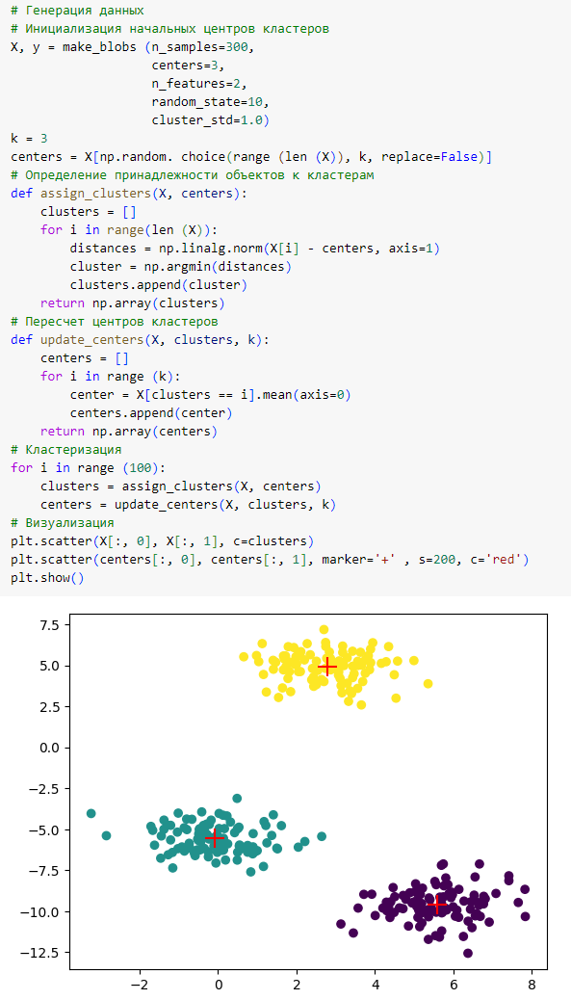 # Генерация данных
# Инициализация начальных центров кластеров
X, y = make_blobs (n_samples=300,
                   centers=3,
                   n_features=2,
                   random_state=10,
                   cluster_std=1.0)
k = 3
centers = X[np.random. choice(range (len (X)), k, replace=False)]
# Определение принадлежности объектов к кластерам
def assign_clusters(X, centers):
    clusters = []
    for i in range(len (X)):
        distances = np.linalg.norm(X[i] - centers, axis=1)
        cluster = np.argmin(distances)
        clusters.append(cluster)
    return np.array(clusters)
# Пересчет центров кластеров
def update_centers(X, clusters, k):
    centers = []
    for i in range (k):
        center = X[clusters == i].mean(axis=0)
        centers.append(center)
    return np.array(centers)
# Кластеризация
for i in range (100):
    clusters = assign_clusters(X, centers)
    centers = update_centers(X, clusters, k)
# Визуализация
plt.scatter(X[:, 0], X[:, 1], c=clusters)
plt.scatter(centers[:, 0], centers[:, 1], marker='+' , s=200, c='red')
plt.show()
7.5
5.0
2.5
0.0
−2.5
−5.0
−7.5
−10.0
−12.5
−2 0 2 4 6 8